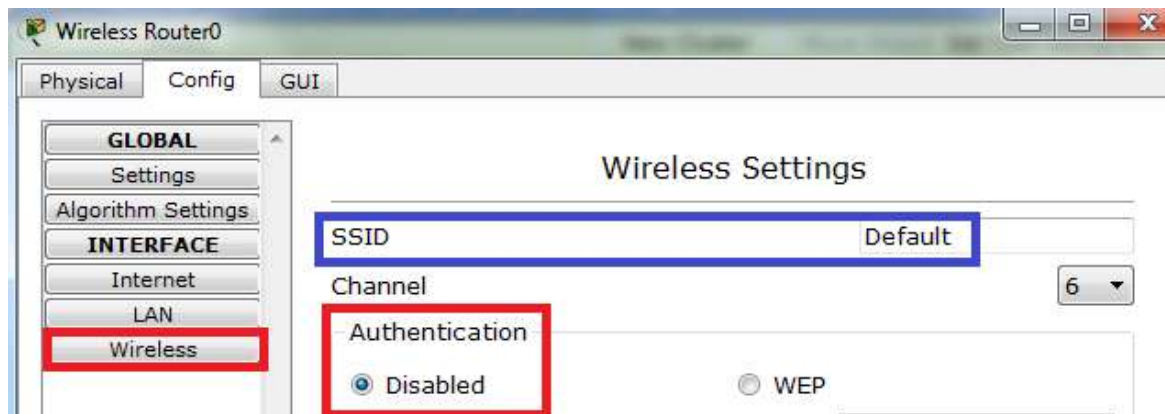 Wireless Router0
Physical Config GUI
GLOBAL
Settings
Algorithm Settings
INTERFACE
Internet
LAN
Wireless
Wireless Settings
SSID Default
Channel 6
Authentication
Disabled WEP